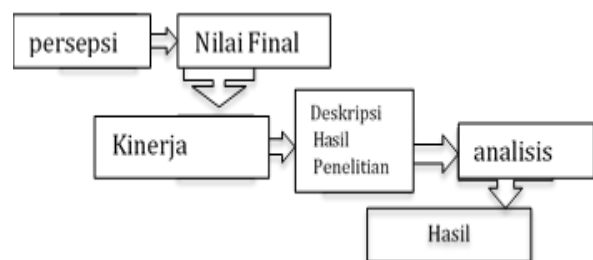 persepsi
Nilai Final
Kinerja
Deskripsi
Hasil
Penelitian
analisis
Hasil